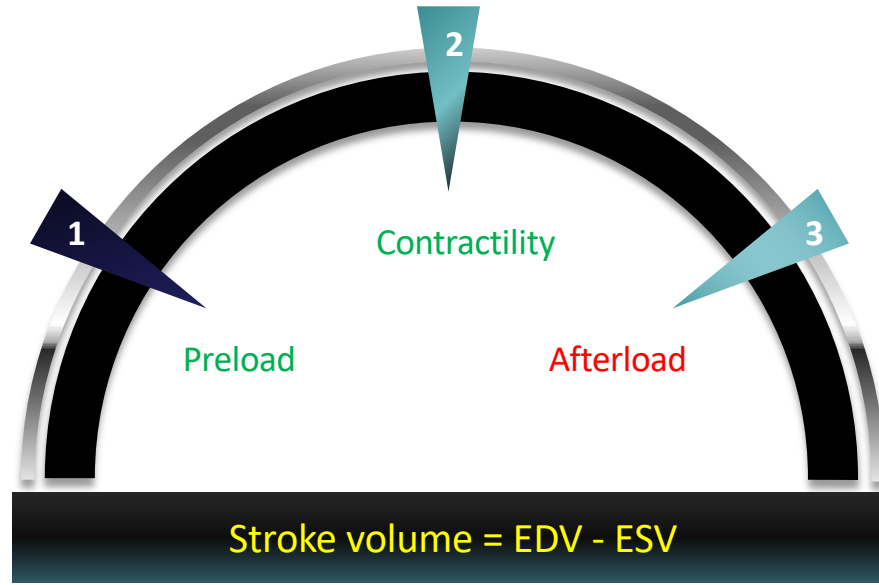 2
1
3
Contractility
Preload
Afterload
Stroke volume = EDV - ESV